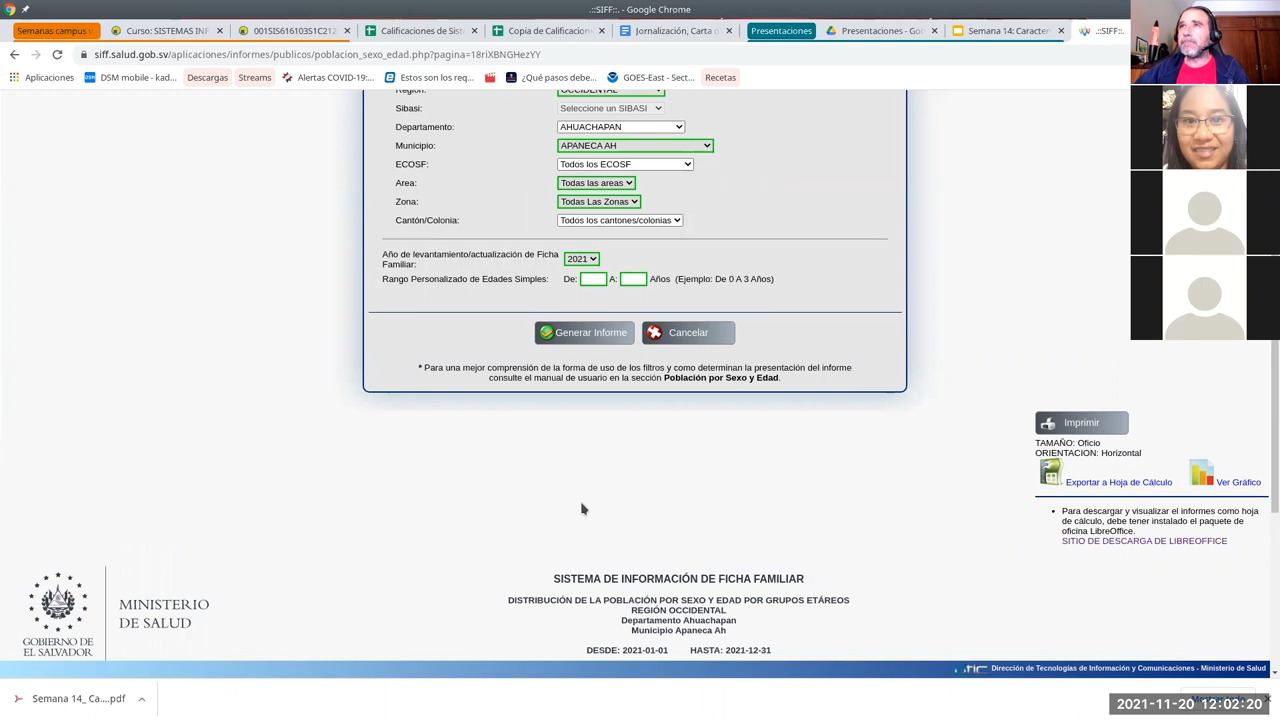 .::SIFF::. - Google Chrome
Semanas campus v
Curso: SISTEMAS INF
001SIS616103S1C212
Calificaciones de Sist
Copia de Calificacion
Jornalización, Carta d
Presentaciones
Presentaciones - Goo
Semana 14: Caracter
.::SIFF::.
siff.salud.gob.sv/aplicaciones/informes/publicos/poblacion_sexo_edad.php?pagina=18riXBNGHezYY
Aplicaciones
DSM mobile - kad...
Descargas
Streams
Alertas COVID-19:...
Estos son los req...
¿Qué pasos debe...
GOES-East - Sect...
Recetas
Región: OCCIDENTAL
Sibasi: Seleccione un SIBASI
Departamento: AHUACHAPAN
Municipio: APANECA AH
ECOSF: Todos los ECOSF
Area: Todas las areas
Zona: Todas Las Zonas
Cantón/Colonia: Todos los cantones/colonias
Año de levantamiento/actualización de Ficha
Familiar: 2021
Rango Personalizado de Edades Simples: De: A: Años (Ejemplo: De 0 A 3 Años)
Generar Informe
Cancelar
* Para una mejor comprensión de la forma de uso de los filtros y como determinan la presentación del informe
consulte el manual de usuario en la sección Población por Sexo y Edad.
Imprimir
TAMAÑO: Oficio
ORIENTACION: Horizontal
Exportar a Hoja de Cálculo
Ver Gráfico
• Para descargar y visualizar el informes como hoja
de cálculo, debe tener instalado el paquete de
oficina LibreOffice.
SITIO DE DESCARGA DE LIBREOFFICE
GOBIERNO DE
EL SALVADOR
MINISTERIO
DE SALUD
SISTEMA DE INFORMACIÓN DE FICHA FAMILIAR
DISTRIBUCIÓN DE LA POBLACIÓN POR SEXO Y EDAD POR GRUPOS ETÁREOS
REGIÓN OCCIDENTAL
Departamento Ahuachapan
Municipio Apaneca Ah
DESDE: 2021-01-01 HASTA: 2021-12-31
Dirección de Tecnologías de Información y Comunicaciones - Ministerio de Salud
Semana 14_ Ca....pdf
2021-11-20 12:02:20